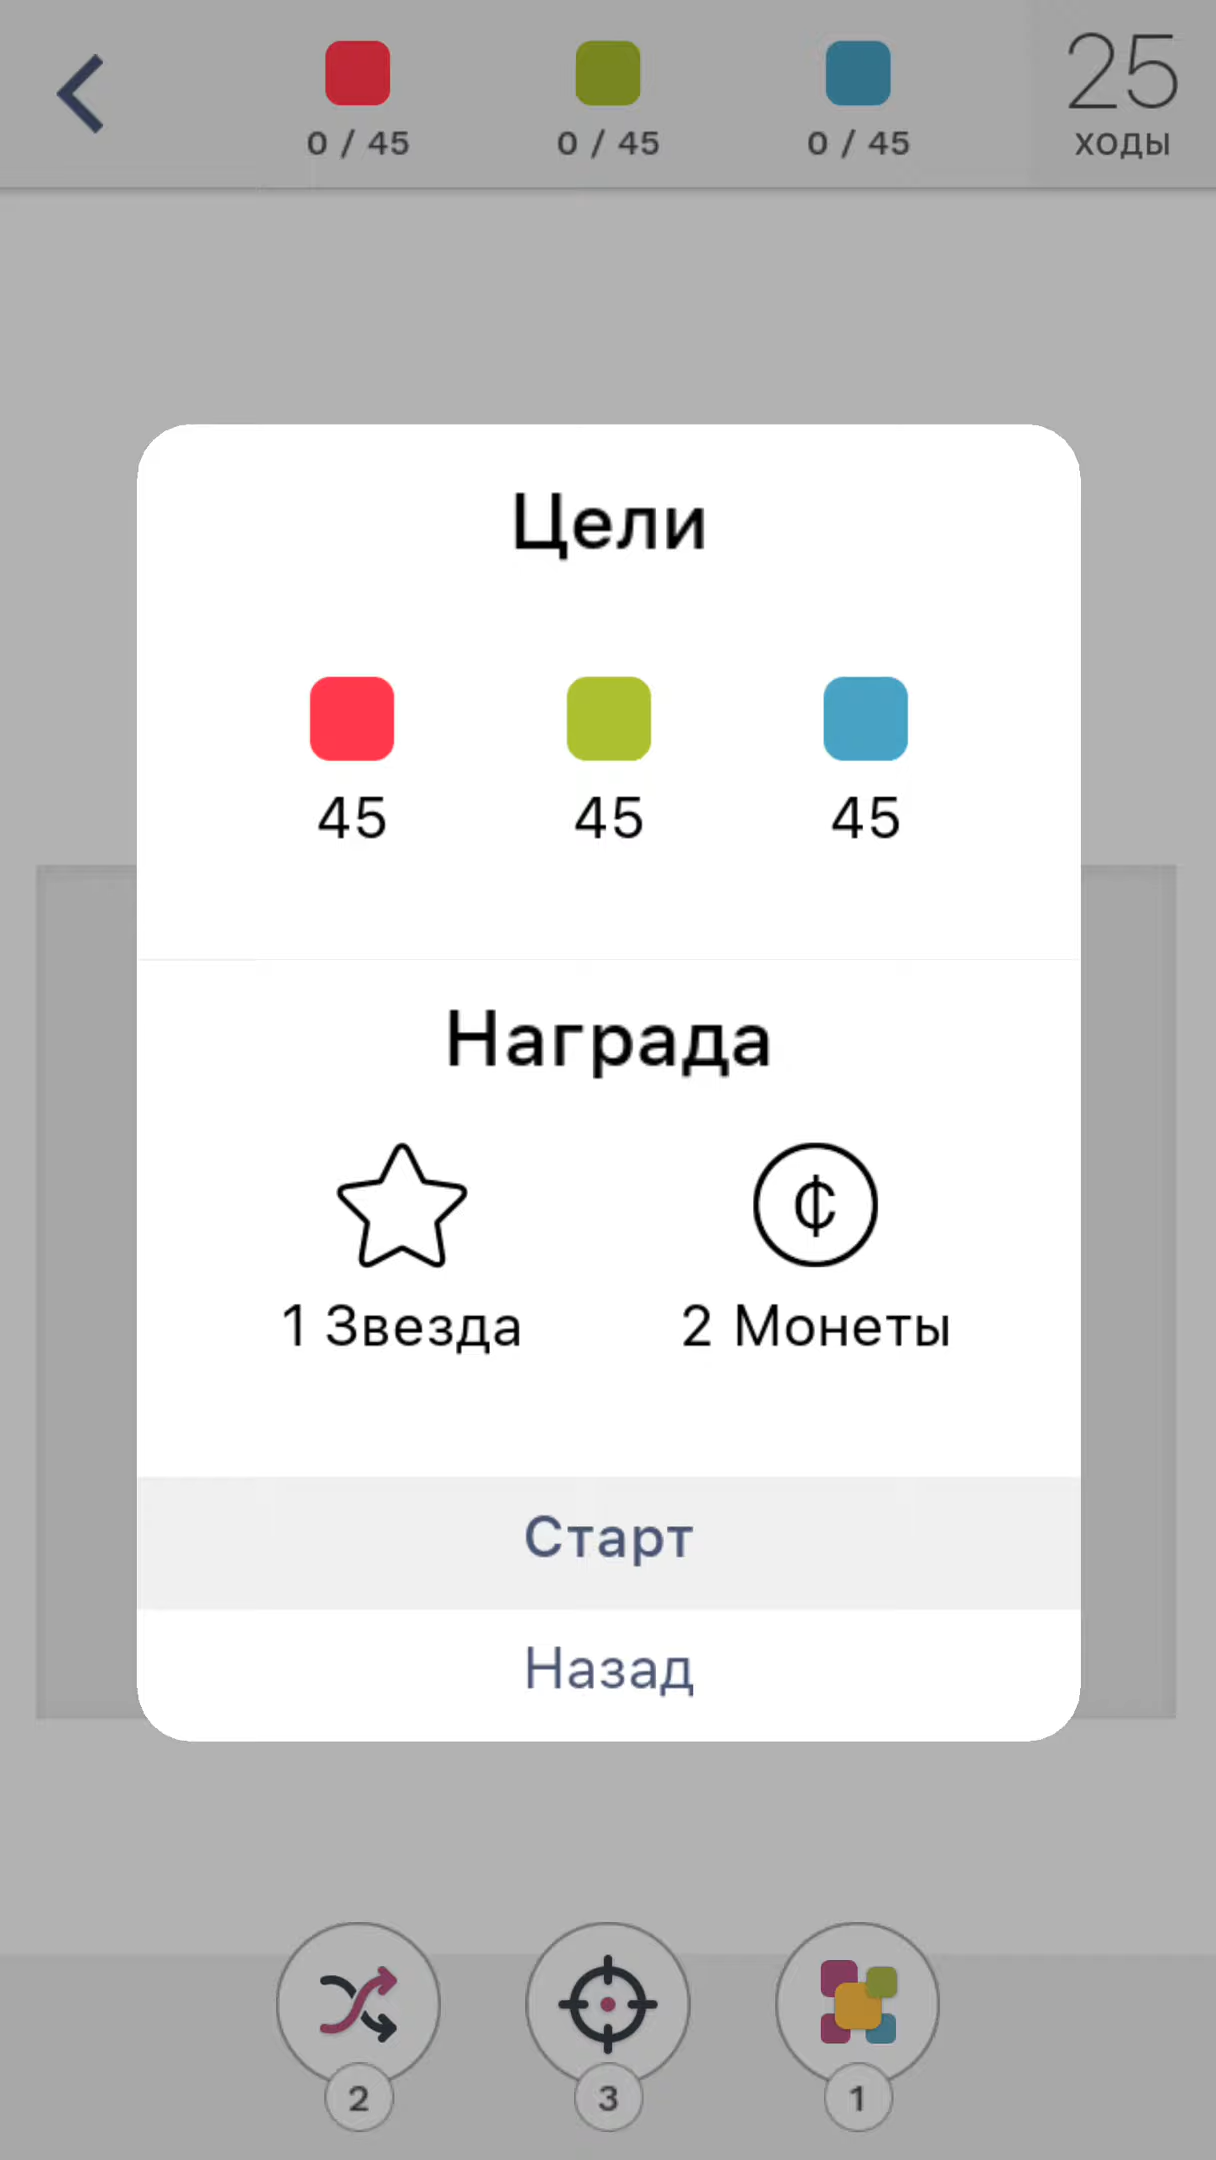 0 / 45
0 / 45
0 / 45
25
ходы
Цели
45
45
45
Награда
₵
1 Звезда
2 Монеты
Старт
Назад
2
3
1